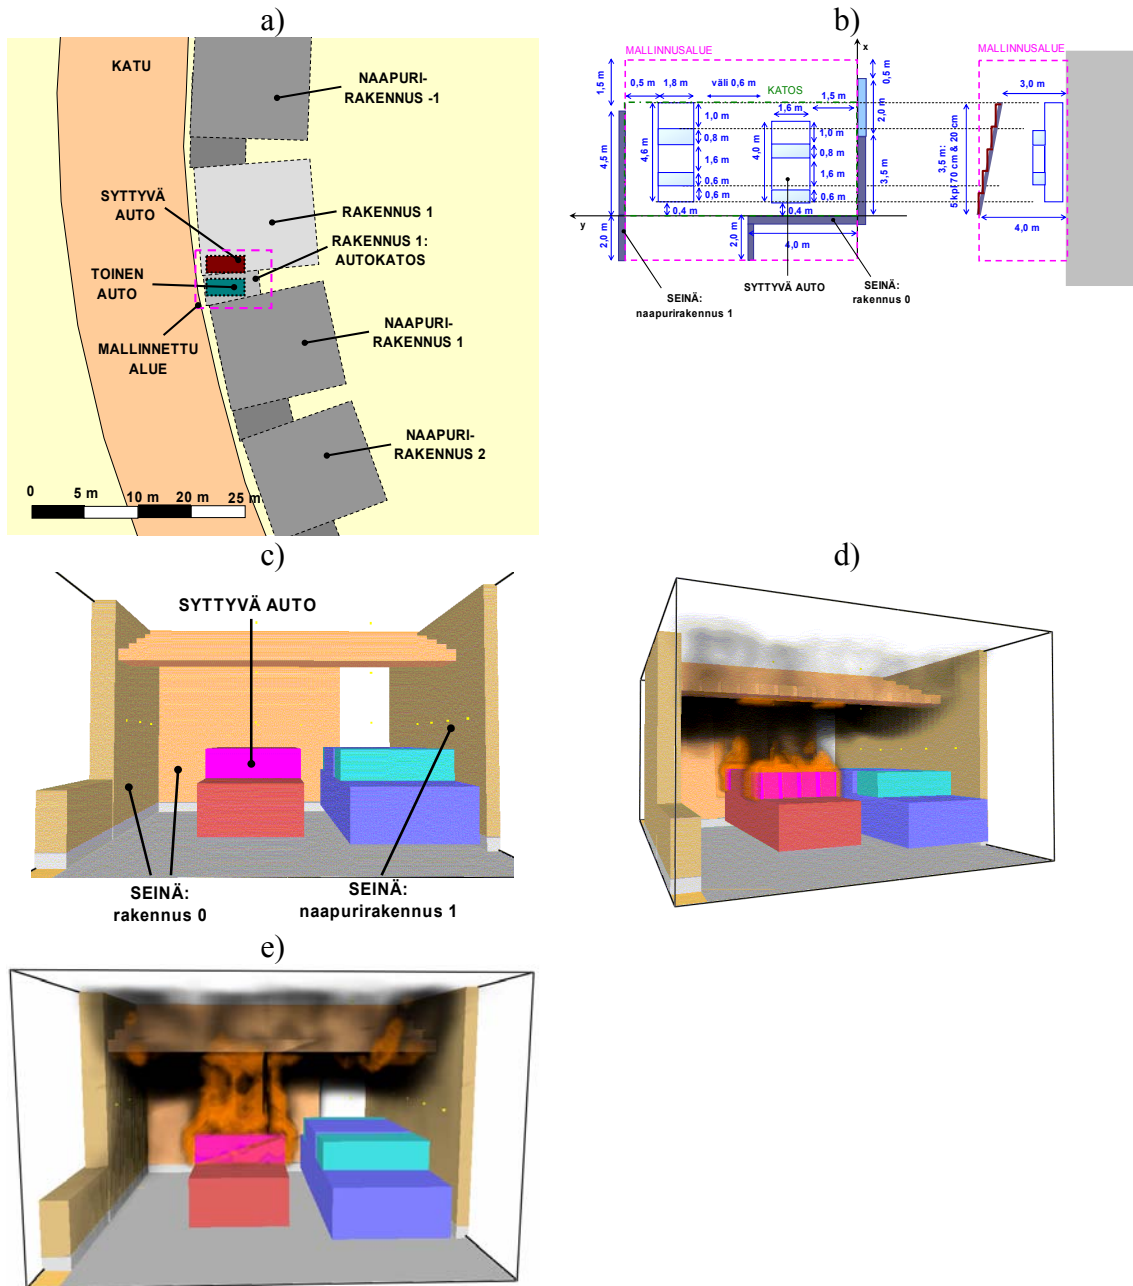 a)
KATU
NAAPURI-
RAKENNUS -1
SYTTYVÄ
AUTO
RAKENNUS 1
RAKENNUS 1:
AUTOKATOS
TOINEN
AUTO
MALLINNETTU
ALUE
NAAPURI-
RAKENNUS 1
NAAPURI-
RAKENNUS 2
0 5 m 10 m 20 m 25 m
b)
MALLINNUSALUE
x
MALLINNUSALUE
1,5 m
0,5 m
1,8 m
väli 0,6 m
KATOS
0,5 m
3,0 m
1,5 m
1,6 m
2,0 m
1,0 m
1,0 m
0,8 m
0,8 m
4,5 m
4,6 m
4,0 m
1,6 m
1,6 m
3,5 m
3,5 m:
5 kpl 70 cm & 20 cm
0,6 m
0,6 m
0,6 m
0,4 m
0,4 m
y
2,0 m
2,0 m
4,0 m
4,0 m
SEINÄ:
naapurirakennus 1
SYTTYVÄ AUTO
SEINÄ:
rakennus 0
c)
SYTTYVÄ AUTO
SEINÄ:
rakennus 0
SEINÄ:
naapurirakennus 1
d)
e)